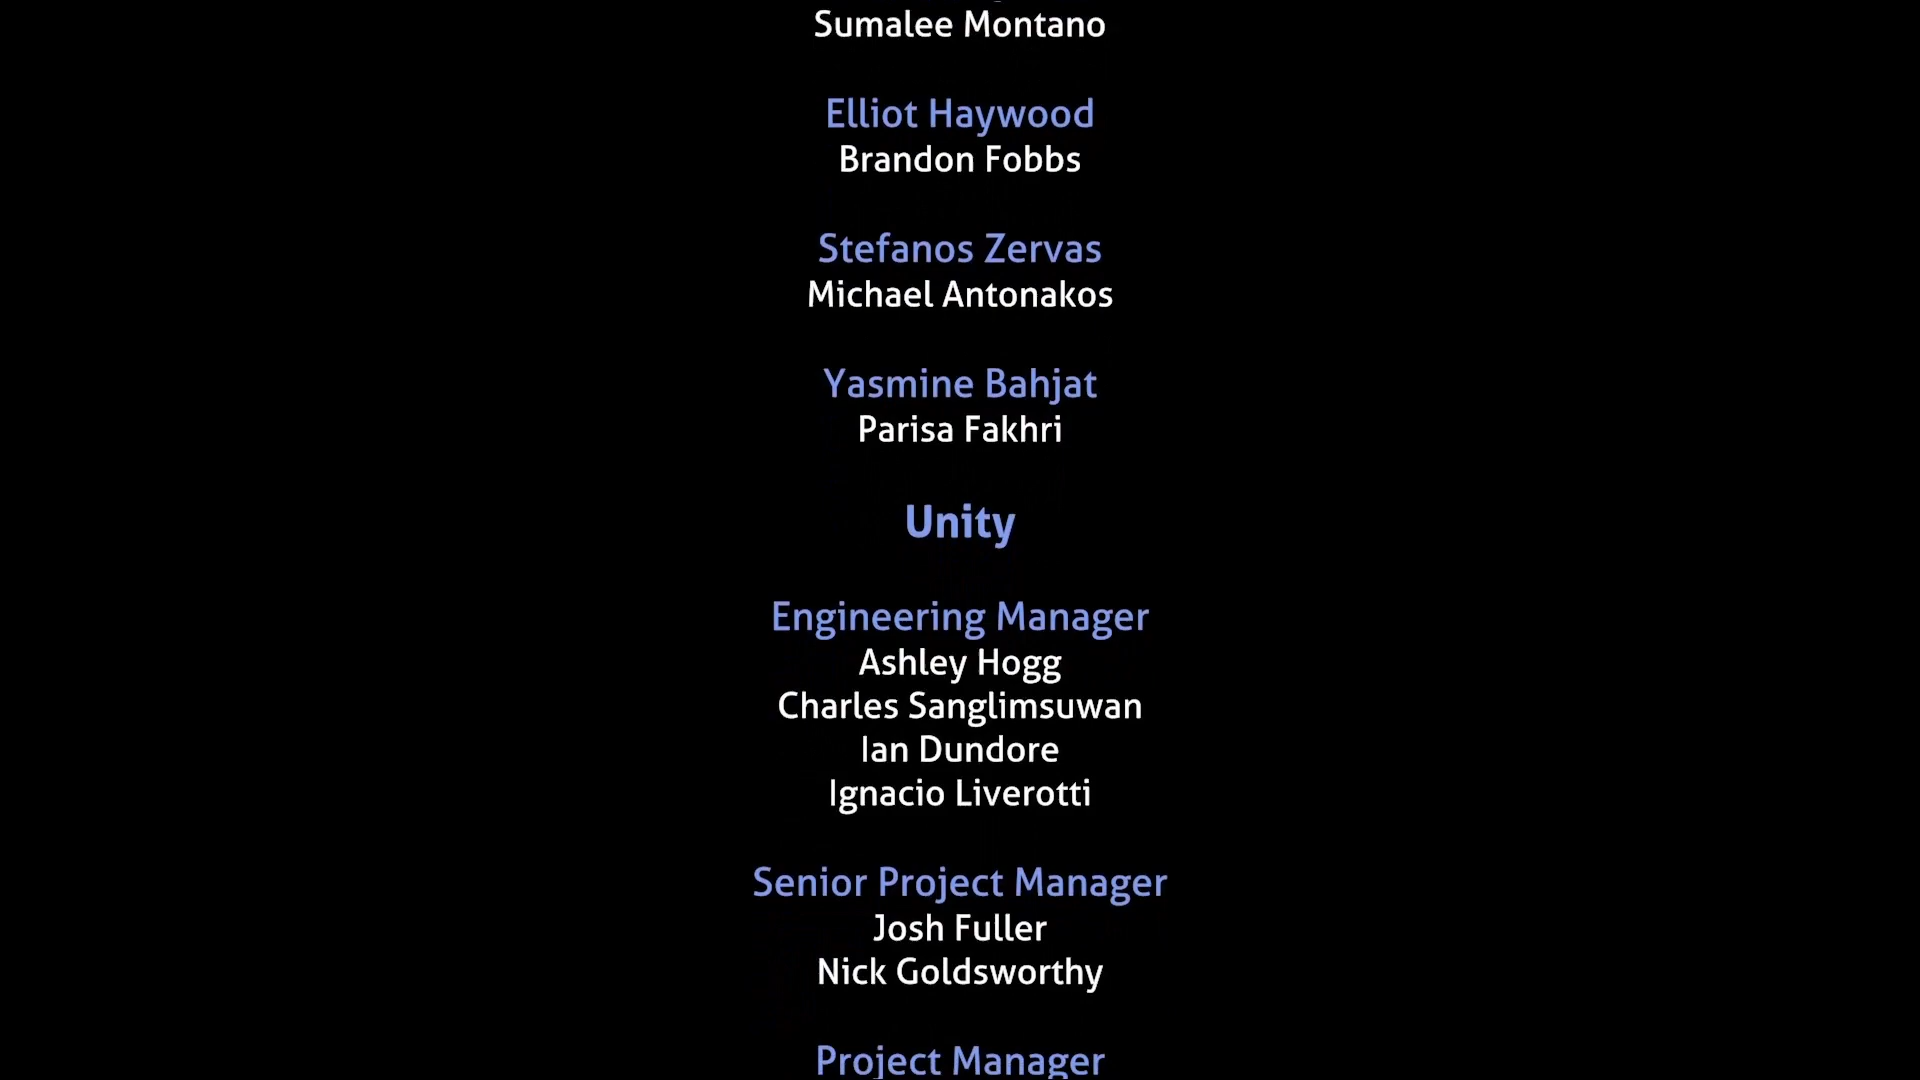 Sumalee Montano
Elliot Haywood
Brandon Fobbs
Stefanos Zervas
Michael Antonakos
Yasmine Bahjat
Parisa Fakhri
Unity
Engineering Manager
Ashley Hogg
Charles Sanglimsuwan
Ian Dundore
Ignacio Liverotti
Senior Project Manager
Josh Fuller
Nick Goldsworthy
Project Manager